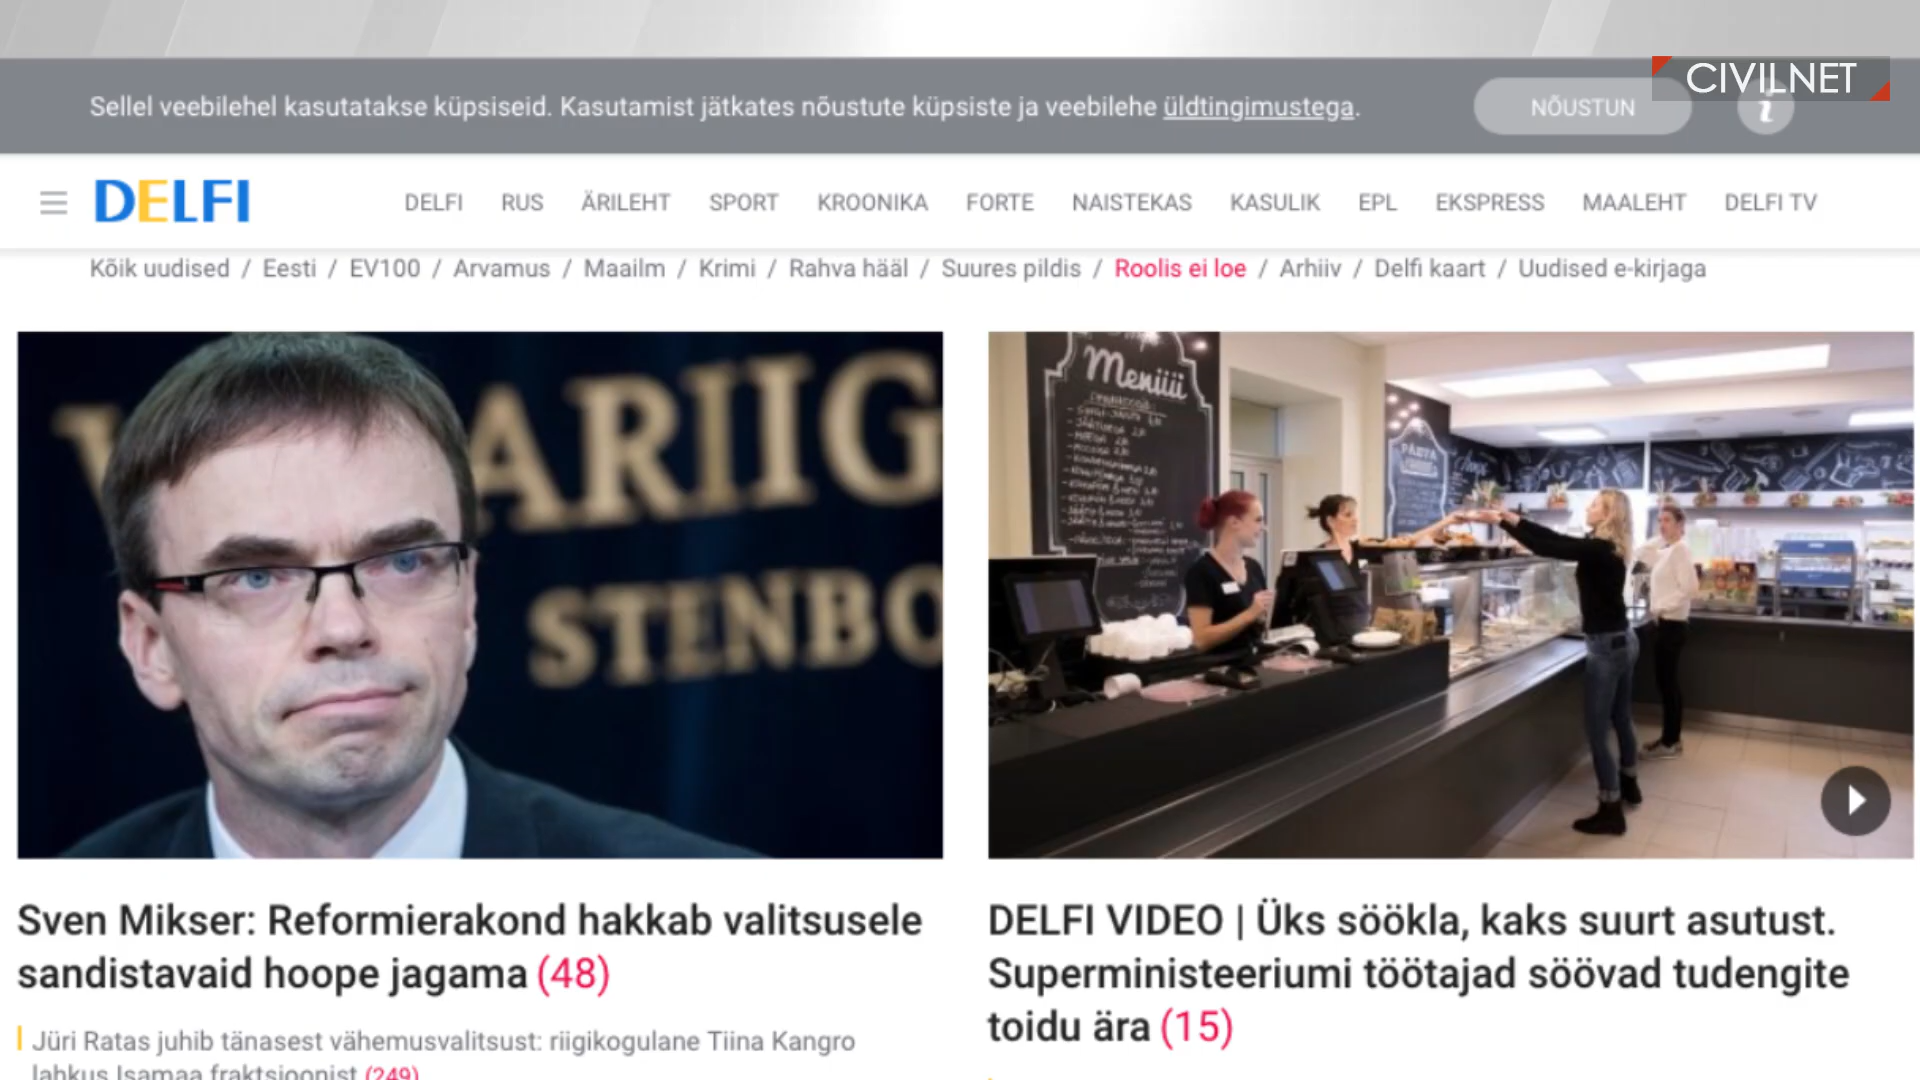 CIVILNET
Sellel veebilehel kasutatakse küpsiseid. Kasutamist jätkates nõustute küpsiste ja veebilehe üldtingimustega.
NÕUSTUN
i
DELFI
DELFI RUS ÄRILEHT SPORT KROONIKA FORTE NAISTEKAS KASULIK EPL EKSPRESS MAALEHT DELFI TV
Kõik uudised / Eesti / EV100 / Arvamus / Maailm / Krimi / Rahva hääl / Suures pildis / Roolis ei loe / Arhiiv / Delfi kaart / Uudised e-kirjaga
ARIIG
STENBO
Menüü
PASTA
Sven Mikser: Reformierakond hakkab valitsusele
sandistavaid hoope jagama (48)
Jüri Ratas juhib tänasest vähemusvalitsust: riigikogulane Tiina Kangro
lahkus Isamaa fraktsioonist (249)
DELFI VIDEO | Üks söökla, kaks suurt asutust.
Superministeeriumi töötajad söövad tudengite
toidu ära (15)